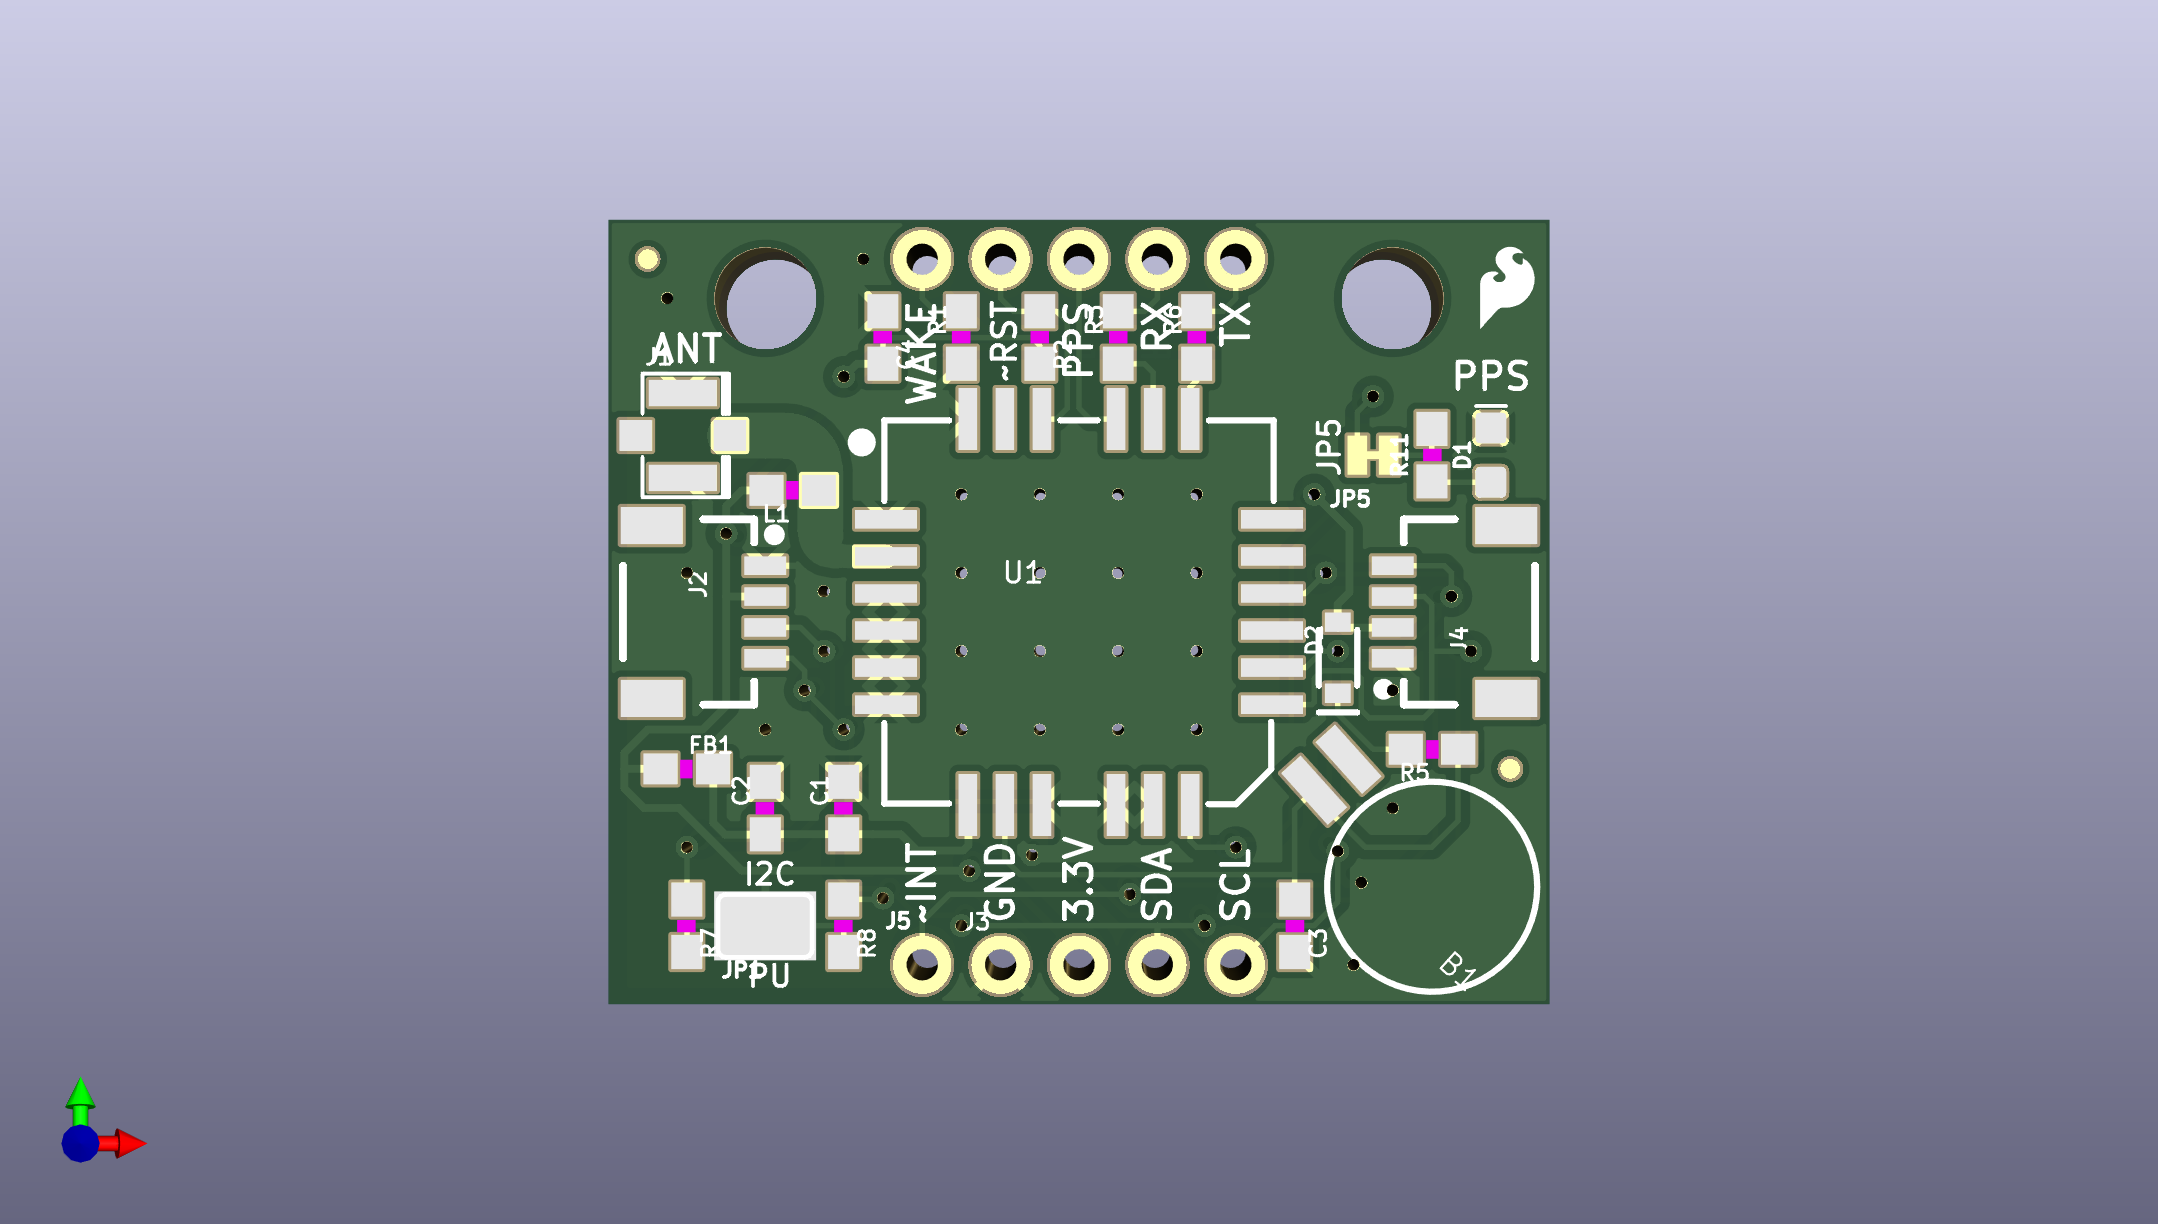 ANT
J1
WAKE
C4
R1
~RST
R2
PPS
R3
RX
R6
TX
PPS
JP5
R11
D1
JP5
L1
J2
U1
D2
J4
FB1
C2
C1
R5
I2C
~INT
GND
3.3V
SDA
SCL
J5
J3
R7
R8
JP1
PU
C3
B1